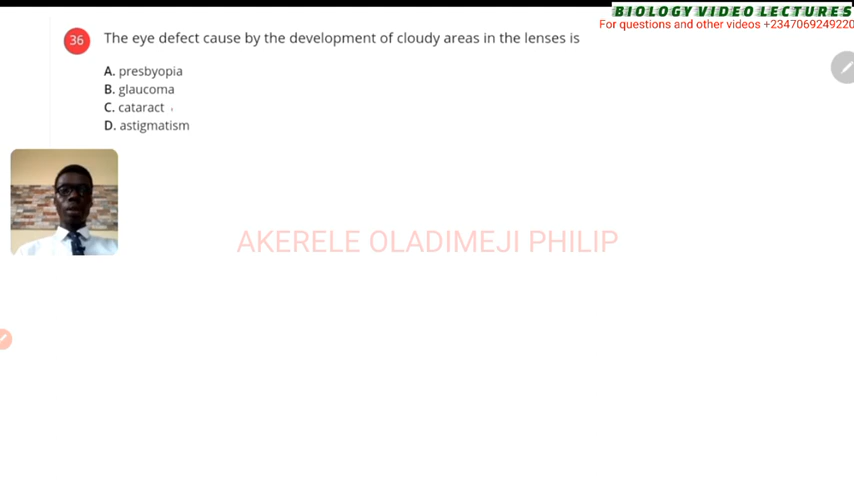 BIOLOGY VIDEO LECTURES
For questions and other videos +2347069249220
36 The eye defect cause by the development of cloudy areas in the lenses is
A. presbyopia
B. glaucoma
C. cataract
D. astigmatism
AKERELE OLADIMEJI PHILIP